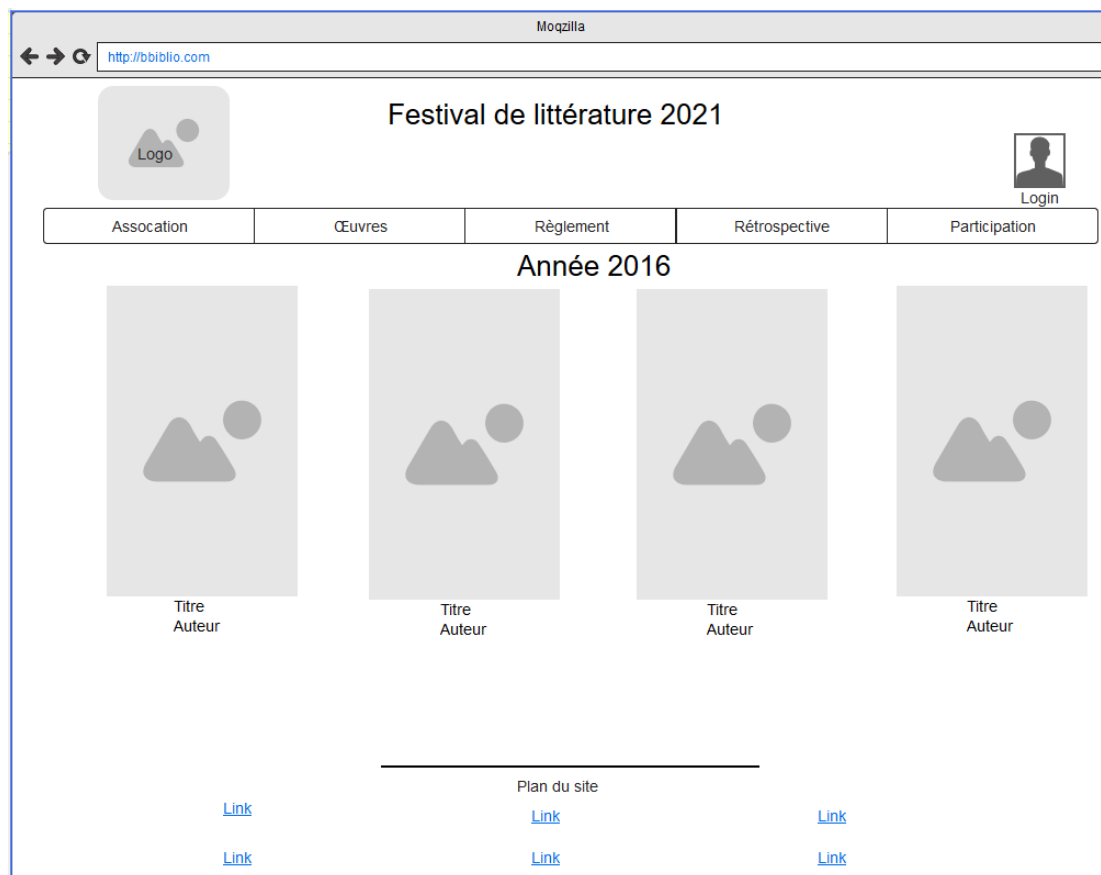 Moqzilla
http://bbiblio.com
Festival de littérature 2021
Logo
Login
Assocation Œuvres Règlement Rétrospective Participation
Année 2016
Titre Titre Titre Titre
Auteur Auteur Auteur Auteur
Plan du site
Link Link Link
Link Link Link